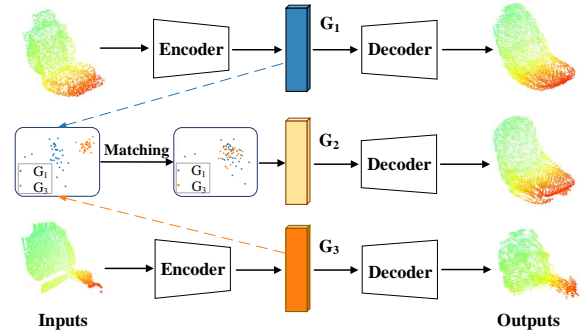 Encoder
G₁
Decoder
Matching
G₁
G₃
G₁
G₃
G₂
Decoder
Encoder
G₃
Decoder
Inputs
Outputs